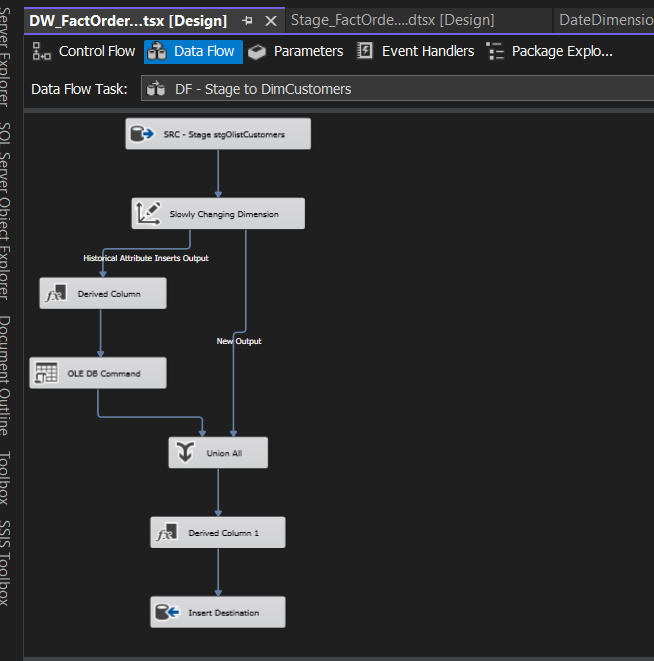 DW_FactOrder...tsx [Design]
Stage_FactOrde....dtsx [Design]
DateDimensio
Control Flow
Data Flow
Parameters
Event Handlers
Package Explo...
Data Flow Task:
DF - Stage to DimCustomers
Server Explorer
SQL Server Object Explorer
Document Outline
Toolbox
SSIS Toolbox
SRC - Stage stgOlistCustomers
Slowly Changing Dimension
Historical Attribute Inserts Output
Derived Column
New Output
OLE DB Command
Union All
Derived Column 1
Insert Destination